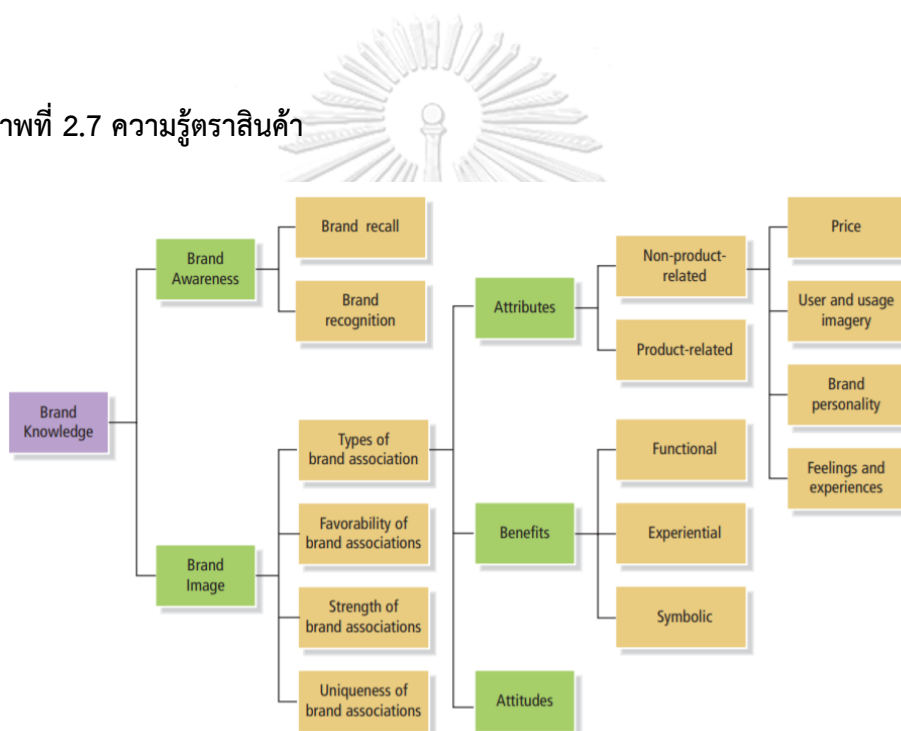 าพที่ 2.7 ความรู้ตราสินค้า
Brand recall
Brand
Awareness
Brand
recognition
Brand
Knowledge
Types of
brand association
Favorability of
brand associations
Brand
Image
Strength of
brand associations
Uniqueness of
brand associations
Attributes
Non-product-
related
Product-related
Price
User and usage
imagery
Brand
personality
Feelings and
experiences
Benefits
Functional
Experiential
Symbolic
Attitudes